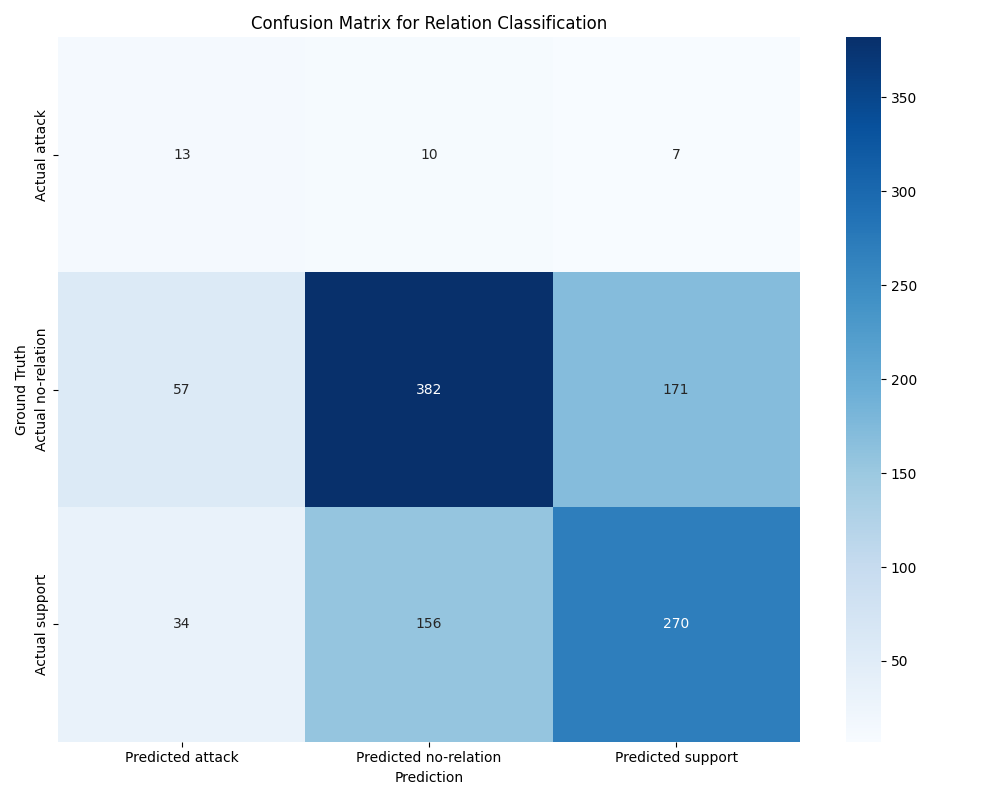 Confusion Matrix for Relation Classification
Ground Truth
Actual attack
13 10 7
Actual no-relation
57 382 171
Actual support
34 156 270
Predicted attack Predicted no-relation Predicted support
Prediction
350
300
250
200
150
100
50